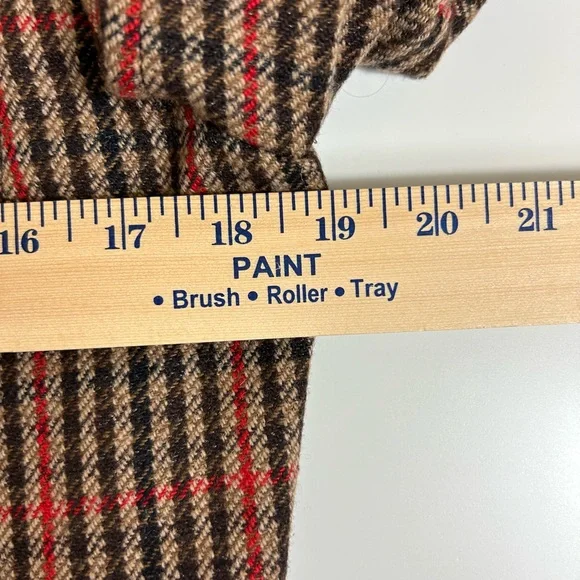 16 17 18 19 20 21
PAINT
• Brush • Roller • Tray